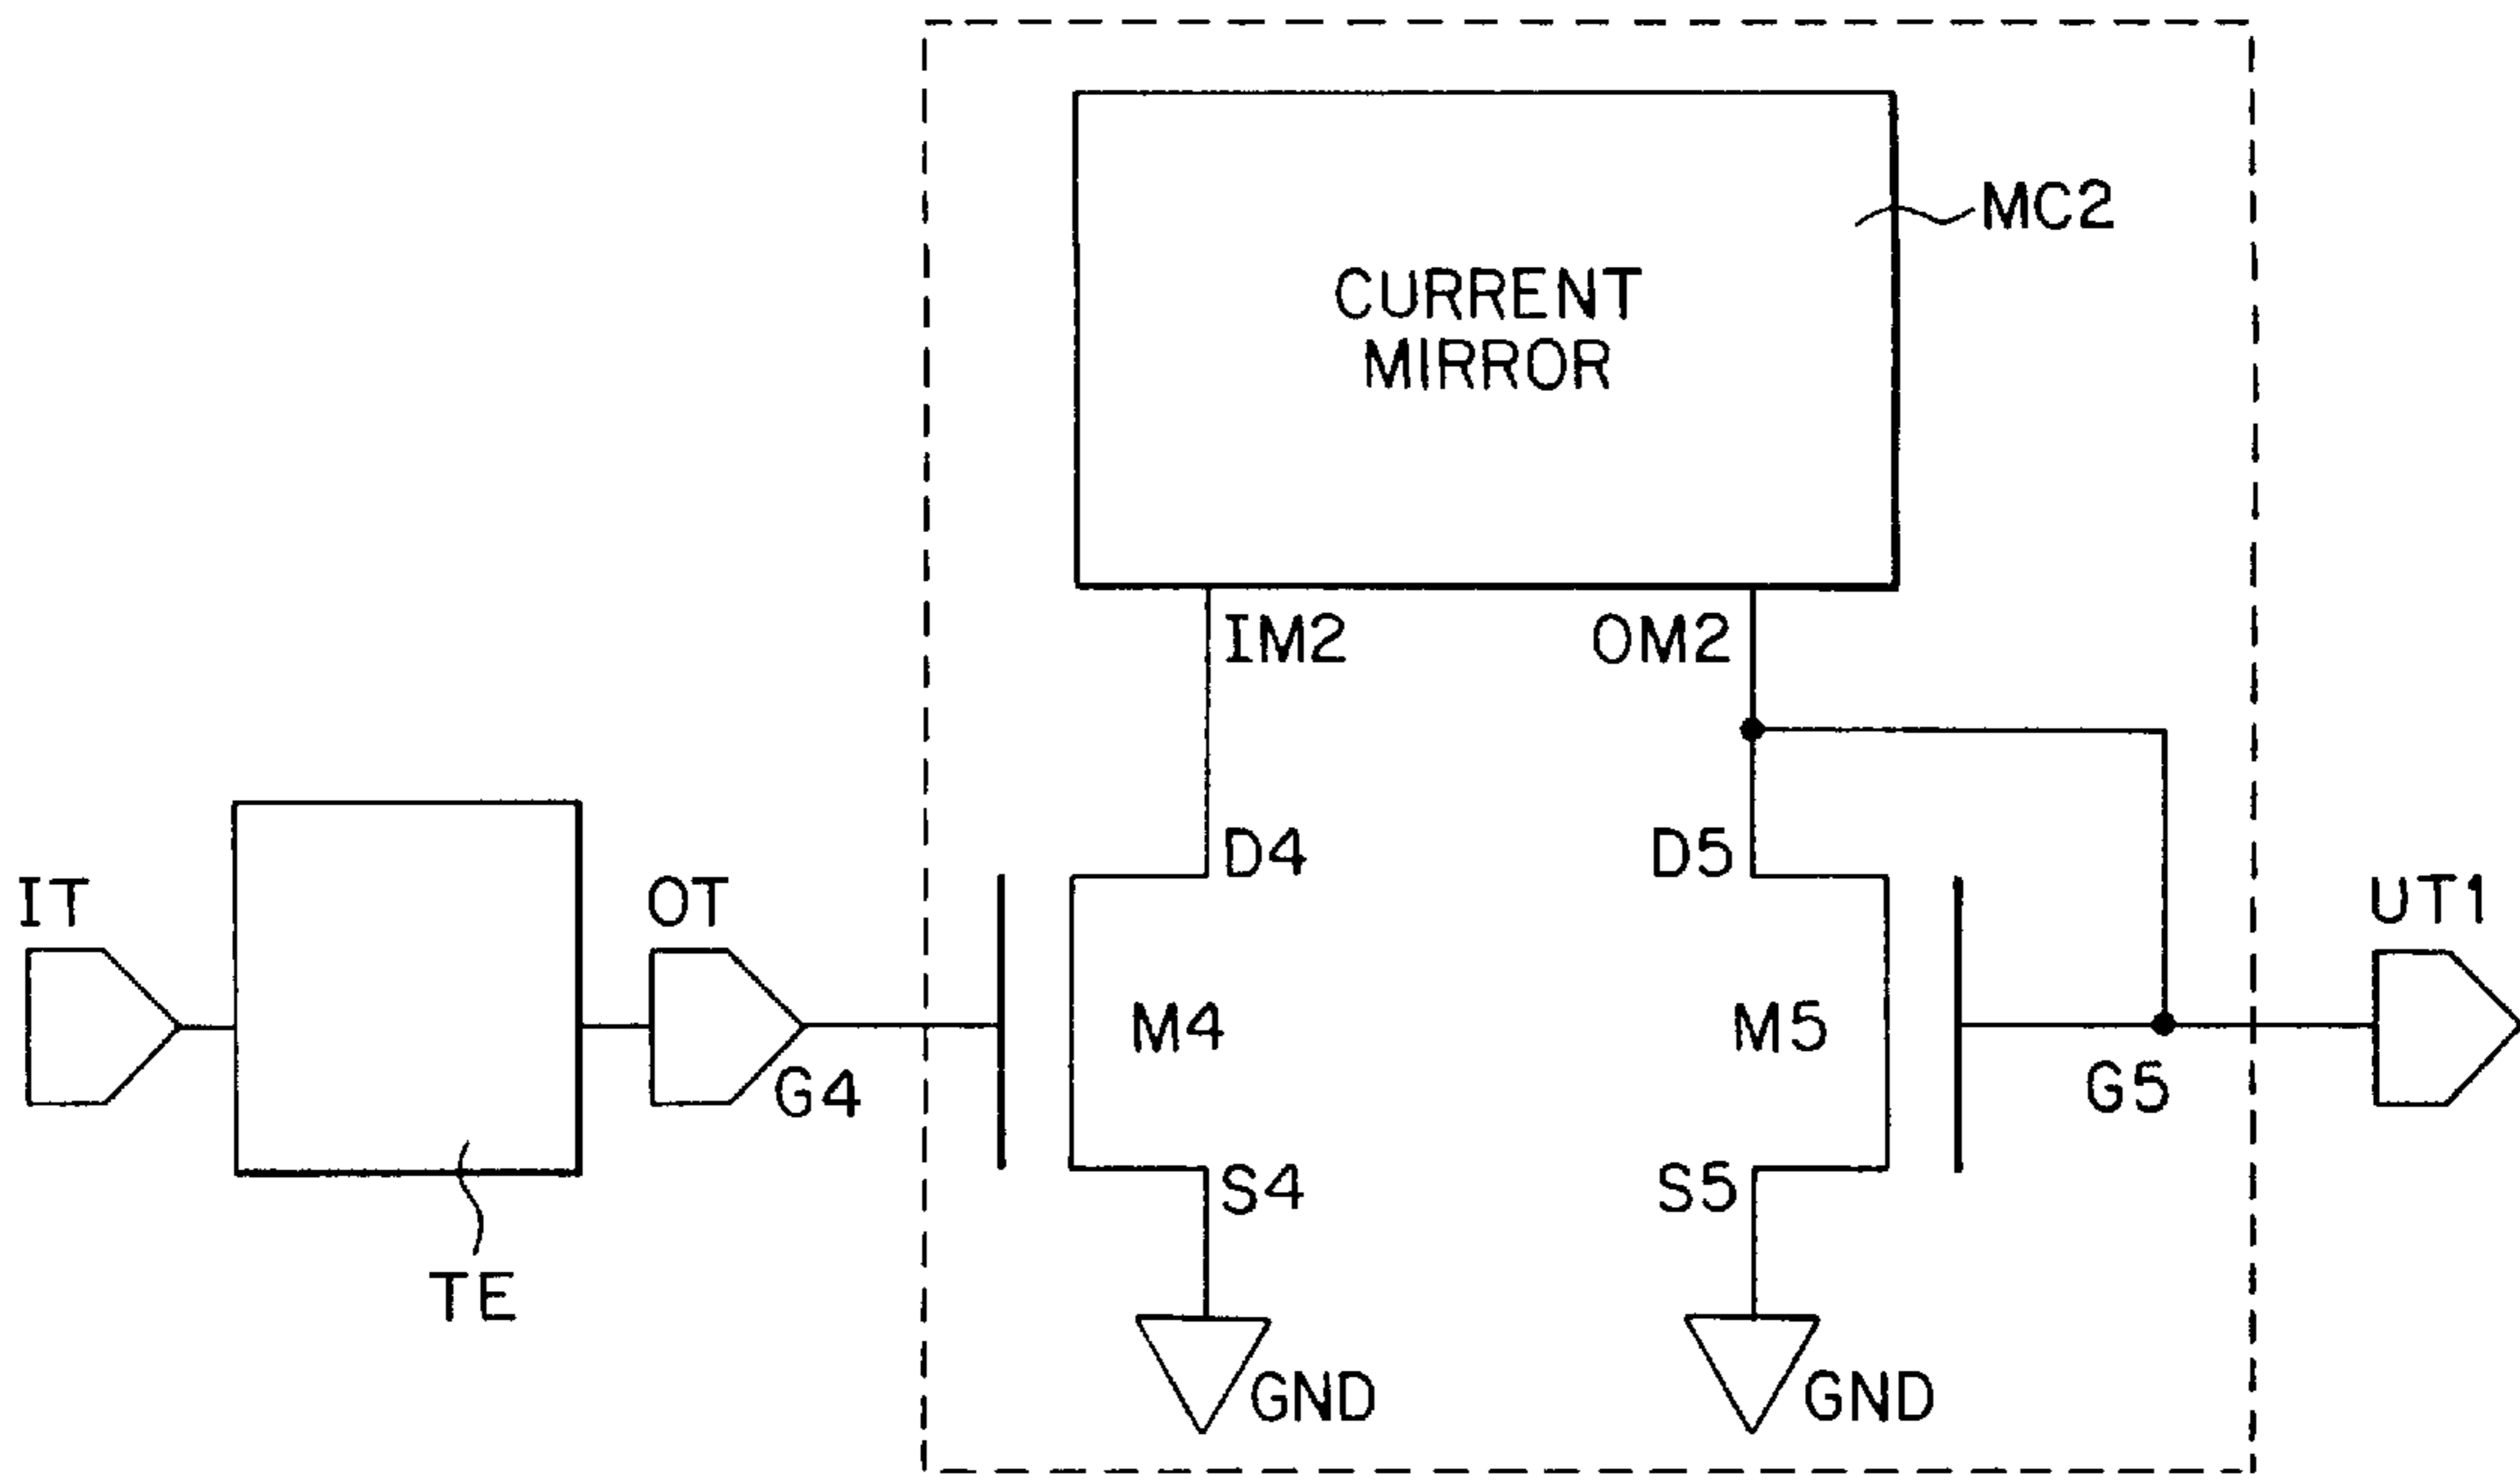 MC2
CURRENT
MIRROR
IM2 OM2
D4 D5
IT OT UT1
M4 M5
G4 G5
S4 S5
TE
GND GND